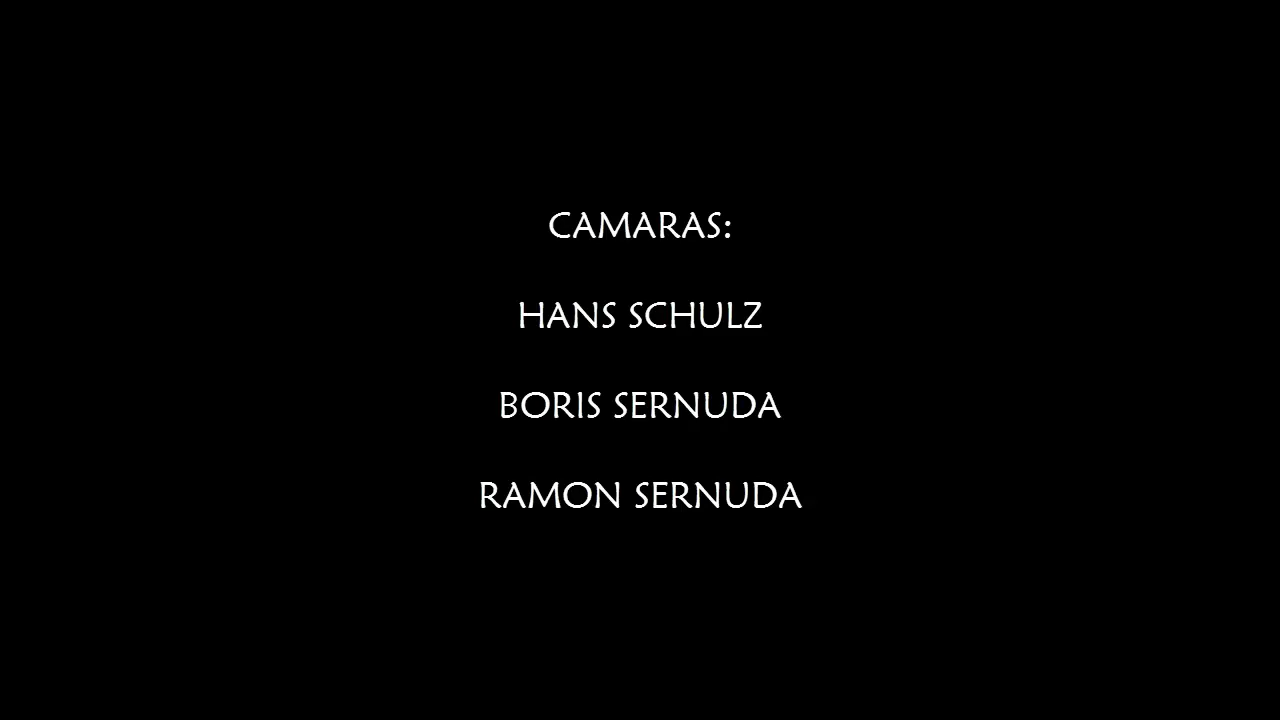 CAMARAS:
HANS SCHULZ
BORIS SERNUDA
RAMON SERNUDA